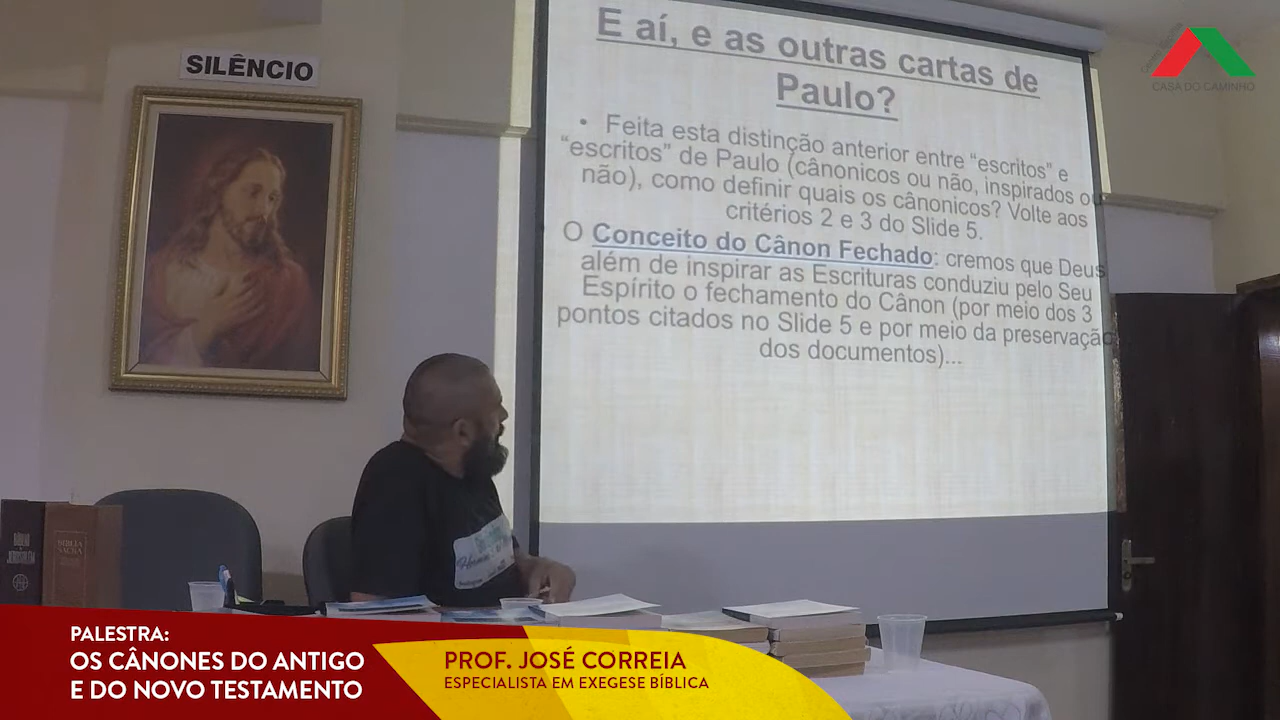 SILÊNCIO
E aí, e as outras cartas de
Paulo?
• Feita esta distinção anterior entre “escritos” e
“escritos” de Paulo (cânonicos ou não, inspirados ou
não), como definir quais os cânonicos? Volte aos
critérios 2 e 3 do Slide 5.
O Conceito do Cânon Fechado: cremos que Deus
além de inspirar as Escrituras conduziu pelo Seu
Espírito o fechamento do Cânon (por meio dos 3
pontos citados no Slide 5 e por meio da preservação
dos documentos)...
CASA DO CAMINHO
BÍBLIA
JERUSALÉM
BIBLIA
SACRA
PALESTRA:
OS CÂNONES DO ANTIGO
E DO NOVO TESTAMENTO
PROF. JOSÉ CORREIA
ESPECIALISTA EM EXEGESE BÍBLICA